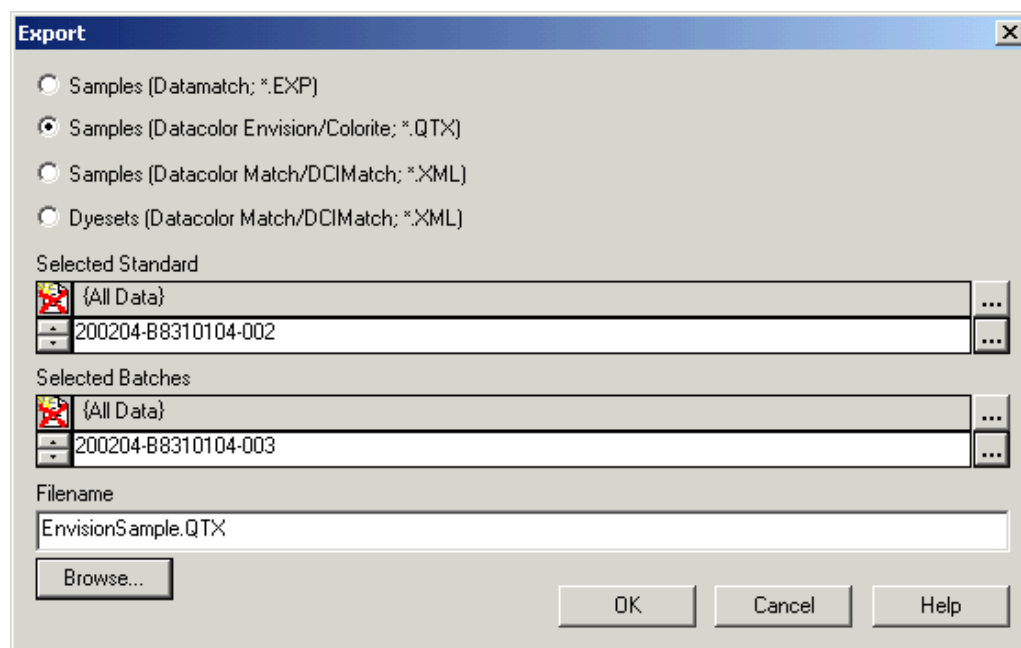 Export
Samples (Datamatch; *.EXP)
Samples (Datacolor Envision/Colorite; *.QTX)
Samples (Datacolor Match/DCIMatch; *.XML)
Dyesets (Datacolor Match/DCIMatch; *.XML)
Selected Standard
{All Data}
...
200204-B8310104-002
...
Selected Batches
{All Data}
...
200204-B8310104-003
...
Filename
EnvisionSample.QTX
Browse...
OK Cancel Help